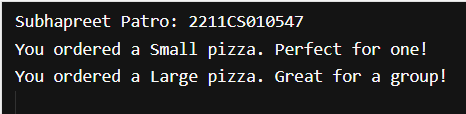 Subhapreet Patro: 2211CS010547
You ordered a Small pizza. Perfect for one!
You ordered a Large pizza. Great for a group!